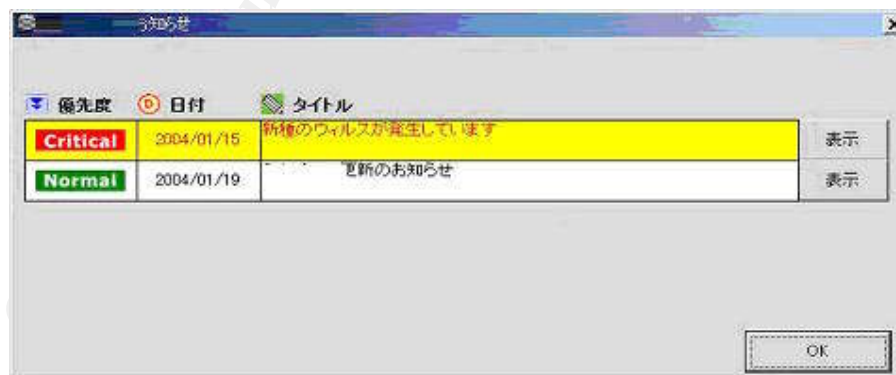 お知らせ
優先度 日付 タイトル
Critical 2004/01/15 新種のウィルスが発生しています 表示
Normal 2004/01/19 更新のお知らせ 表示
OK